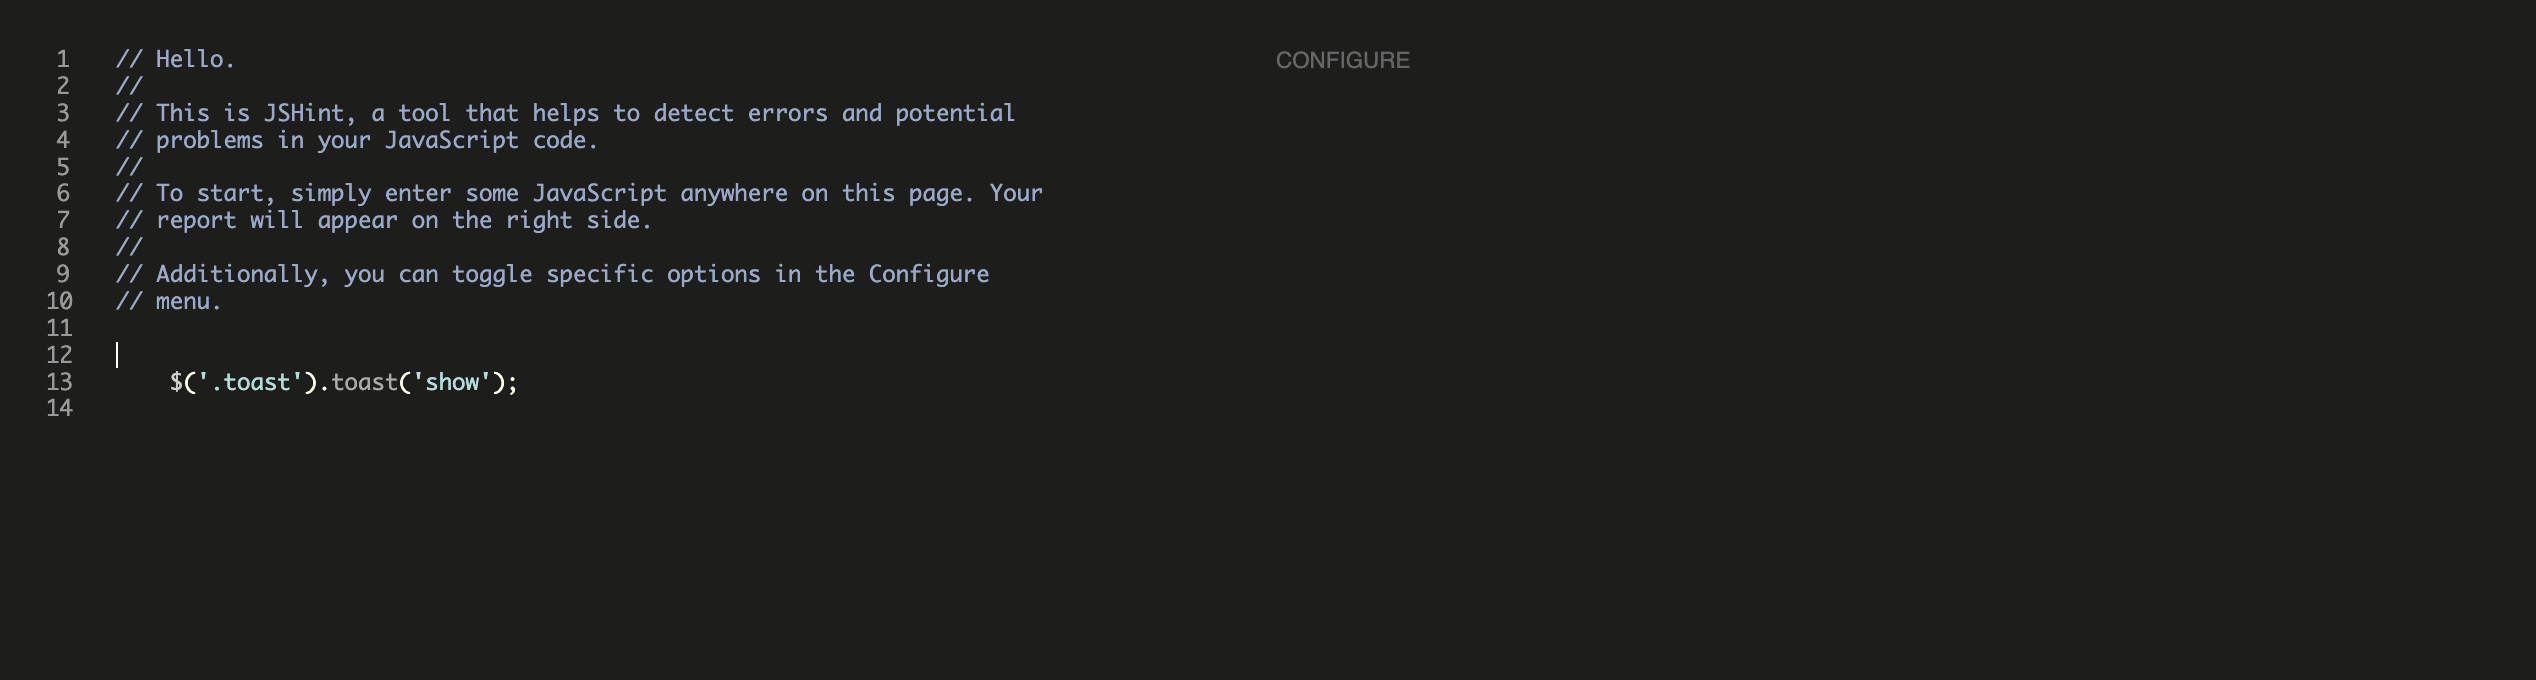 1 // Hello.
2 //
3 // This is JSHint, a tool that helps to detect errors and potential
4 // problems in your JavaScript code.
5 //
6 // To start, simply enter some JavaScript anywhere on this page. Your
7 // report will appear on the right side.
8 //
9 // Additionally, you can toggle specific options in the Configure
10 // menu.
11
12
13 $('.toast').toast('show');
14
CONFIGURE